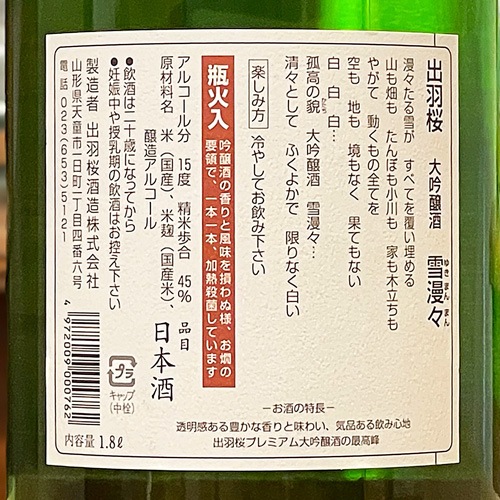 出羽桜 大吟醸酒 雪漫々
ゆきまんまん
漫々たる雪が すべてを覆い埋める
山も畑も たんぼも小川も 家も木立ちも
やがて 動くもの全てを
空も 地も 境もなく 果てもない
白 白 白…
孤高の貌 大吟醸酒 雪漫々…
かたち
清々として ふくよかで 限りなく白い
楽しみ方 冷やしてお飲み下さい
瓶火入
吟醸酒の香りと風味を損わぬ様、お燗の
要領で、一本一本、加熱殺菌しています
アルコール分 15度 精米歩合 45%
原材料名 米(国産)、米麹(国産米)、
醸造アルコール
品目 日本酒
●飲酒は二十歳になってから
●妊娠中や授乳期の飲酒はお控え下さい
製造者 出羽桜酒造株式会社
山形県天童市一日町一丁目四番六号
電話 023(653)5121
プラ
キャップ
(中栓)
4972809000762
内容量 1.8ℓ
―お酒の特長―
透明感ある豊かな香りと味わい、気品ある飲み心地
出羽桜プレミアム大吟醸酒の最高峰